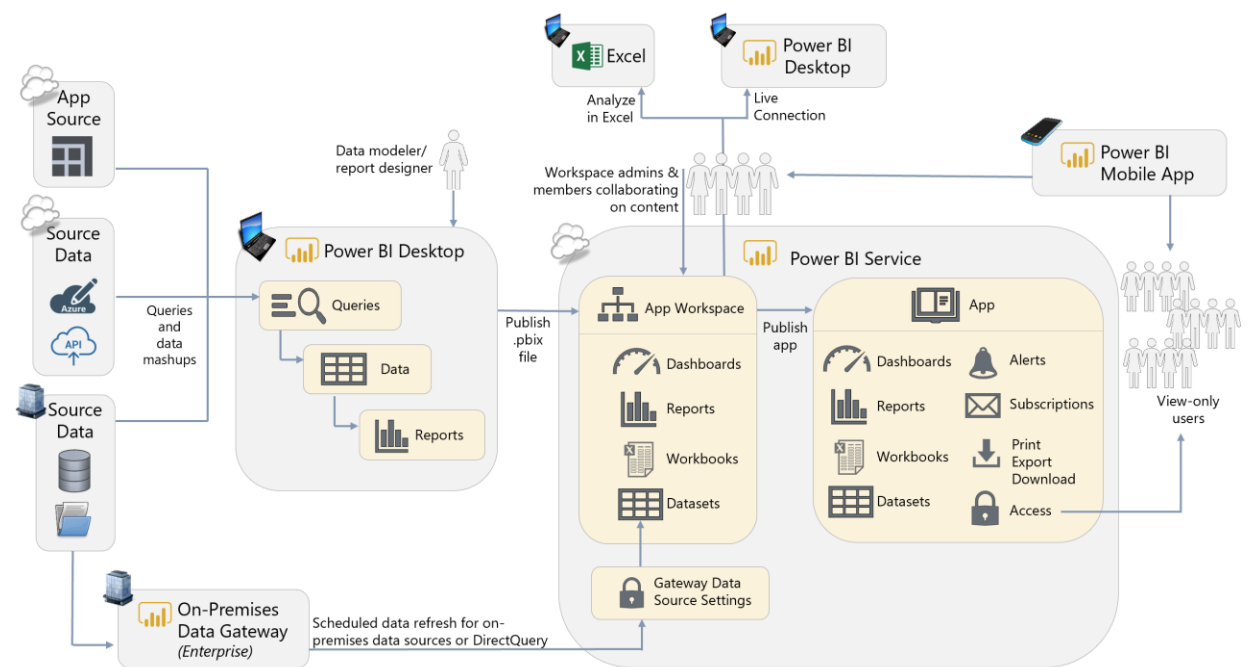 App
Source
Source
Data
Azure
API
Source
Data
Queries
and
data
mashups
On-Premises
Data Gateway
(Enterprise)
Scheduled data refresh for on-
premises data sources or DirectQuery
Data modeler/
report designer
Power BI Desktop
Queries
Data
Reports
Publish
.pbix
file
Excel
Power BI
Desktop
Analyze
in Excel
Live
Connection
Workspace admins &
members collaborating
on content
Power BI
Mobile App
Power BI Service
App Workspace
Dashboards
Reports
Workbooks
Datasets
Gateway Data
Source Settings
Publish
app
App
Dashboards
Reports
Workbooks
Datasets
Alerts
Subscriptions
Print
Export
Download
Access
View-only
users